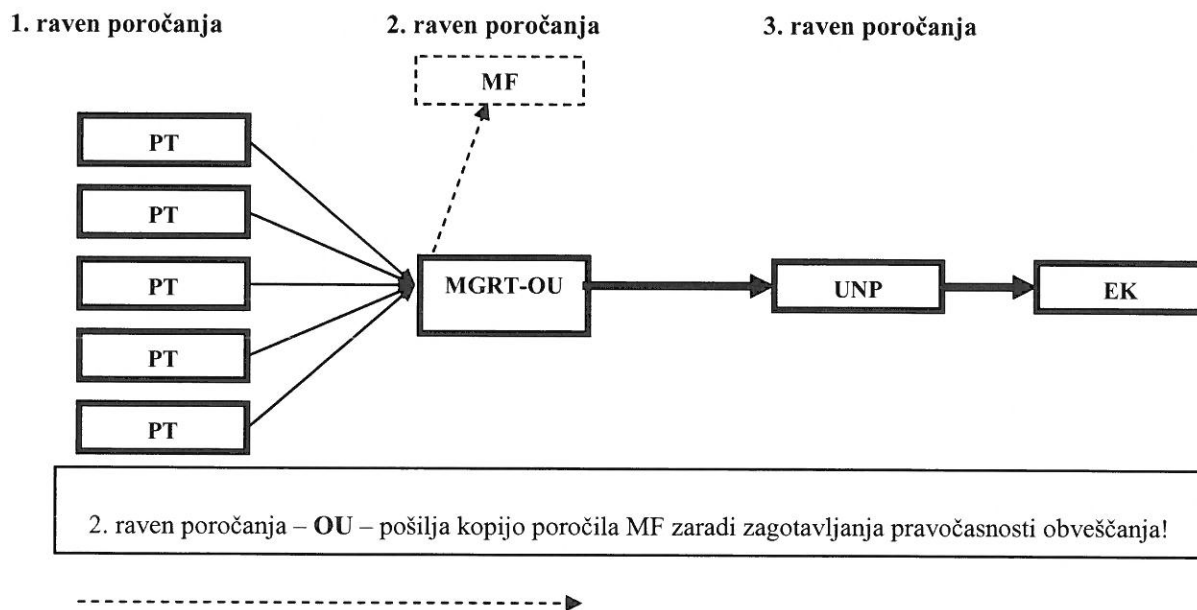 1. raven poročanja 2. raven poročanja 3. raven poročanja
MF
PT
PT
PT
PT
PT
MGRT-OU
UNP
EK
2. raven poročanja – OU – pošilja kopijo poročila MF zaradi zagotavljanja pravočasnosti obveščanja!